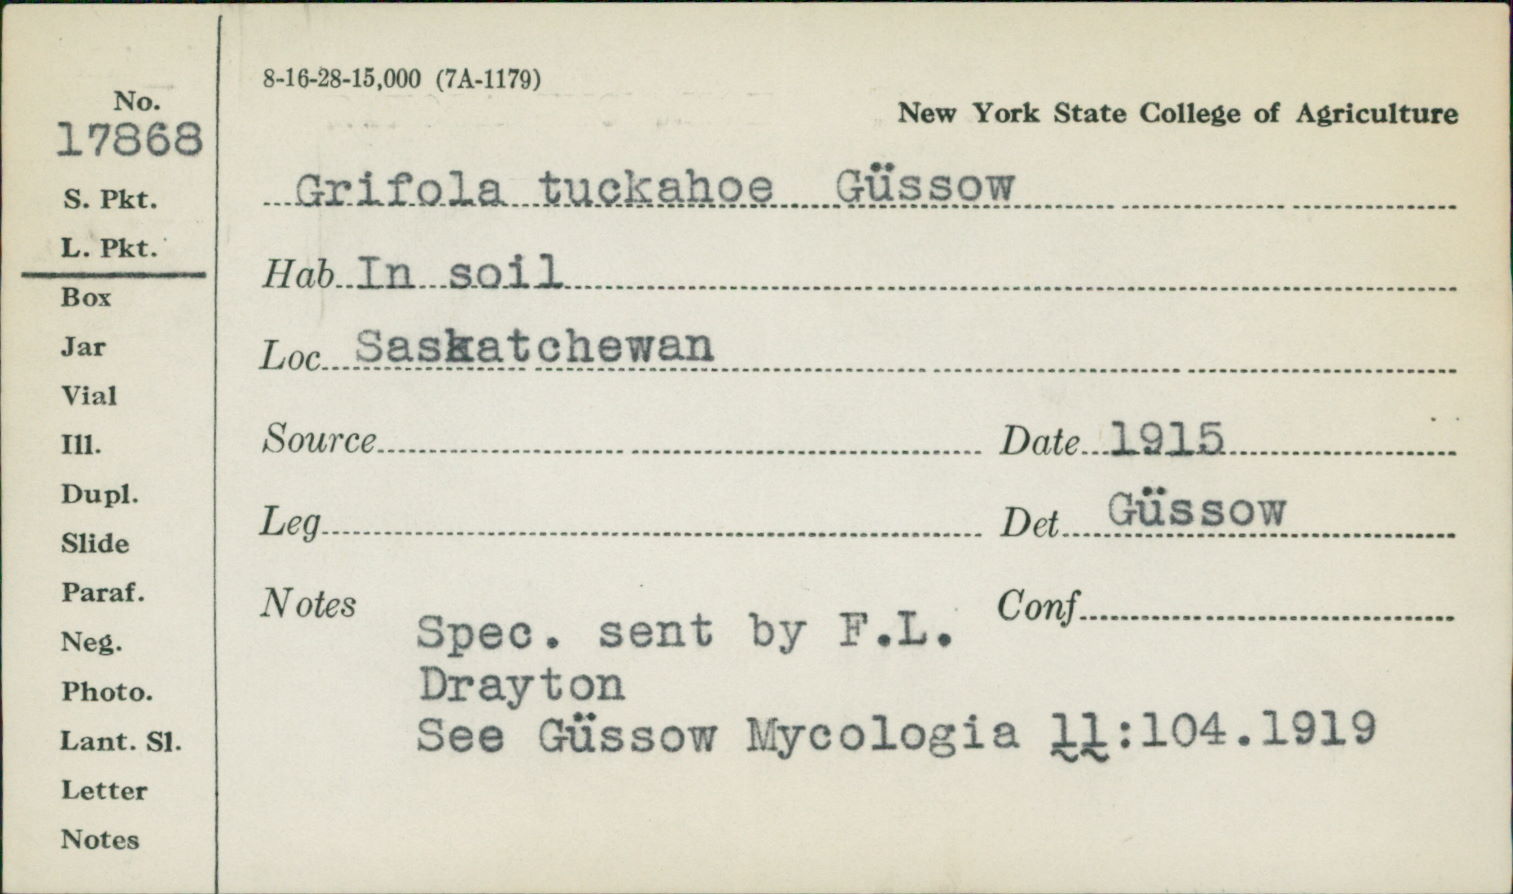 8-16-28-15,000 (7A-1179)
New York State College of Agriculture
No.
17868
S. Pkt.
L. Pkt.
Box
Jar
Vial
Ill.
Dupl.
Slide
Paraf.
Neg.
Photo.
Lant. Sl.
Letter
Notes
Grifola tuckahoe Güssow
Hab In soil
Loc Saskatchewan
Source Date 1915
Leg Det Güssow
Notes Conf
Spec. sent by F.L.
Drayton
See Güssow Mycologia 11:104.1919